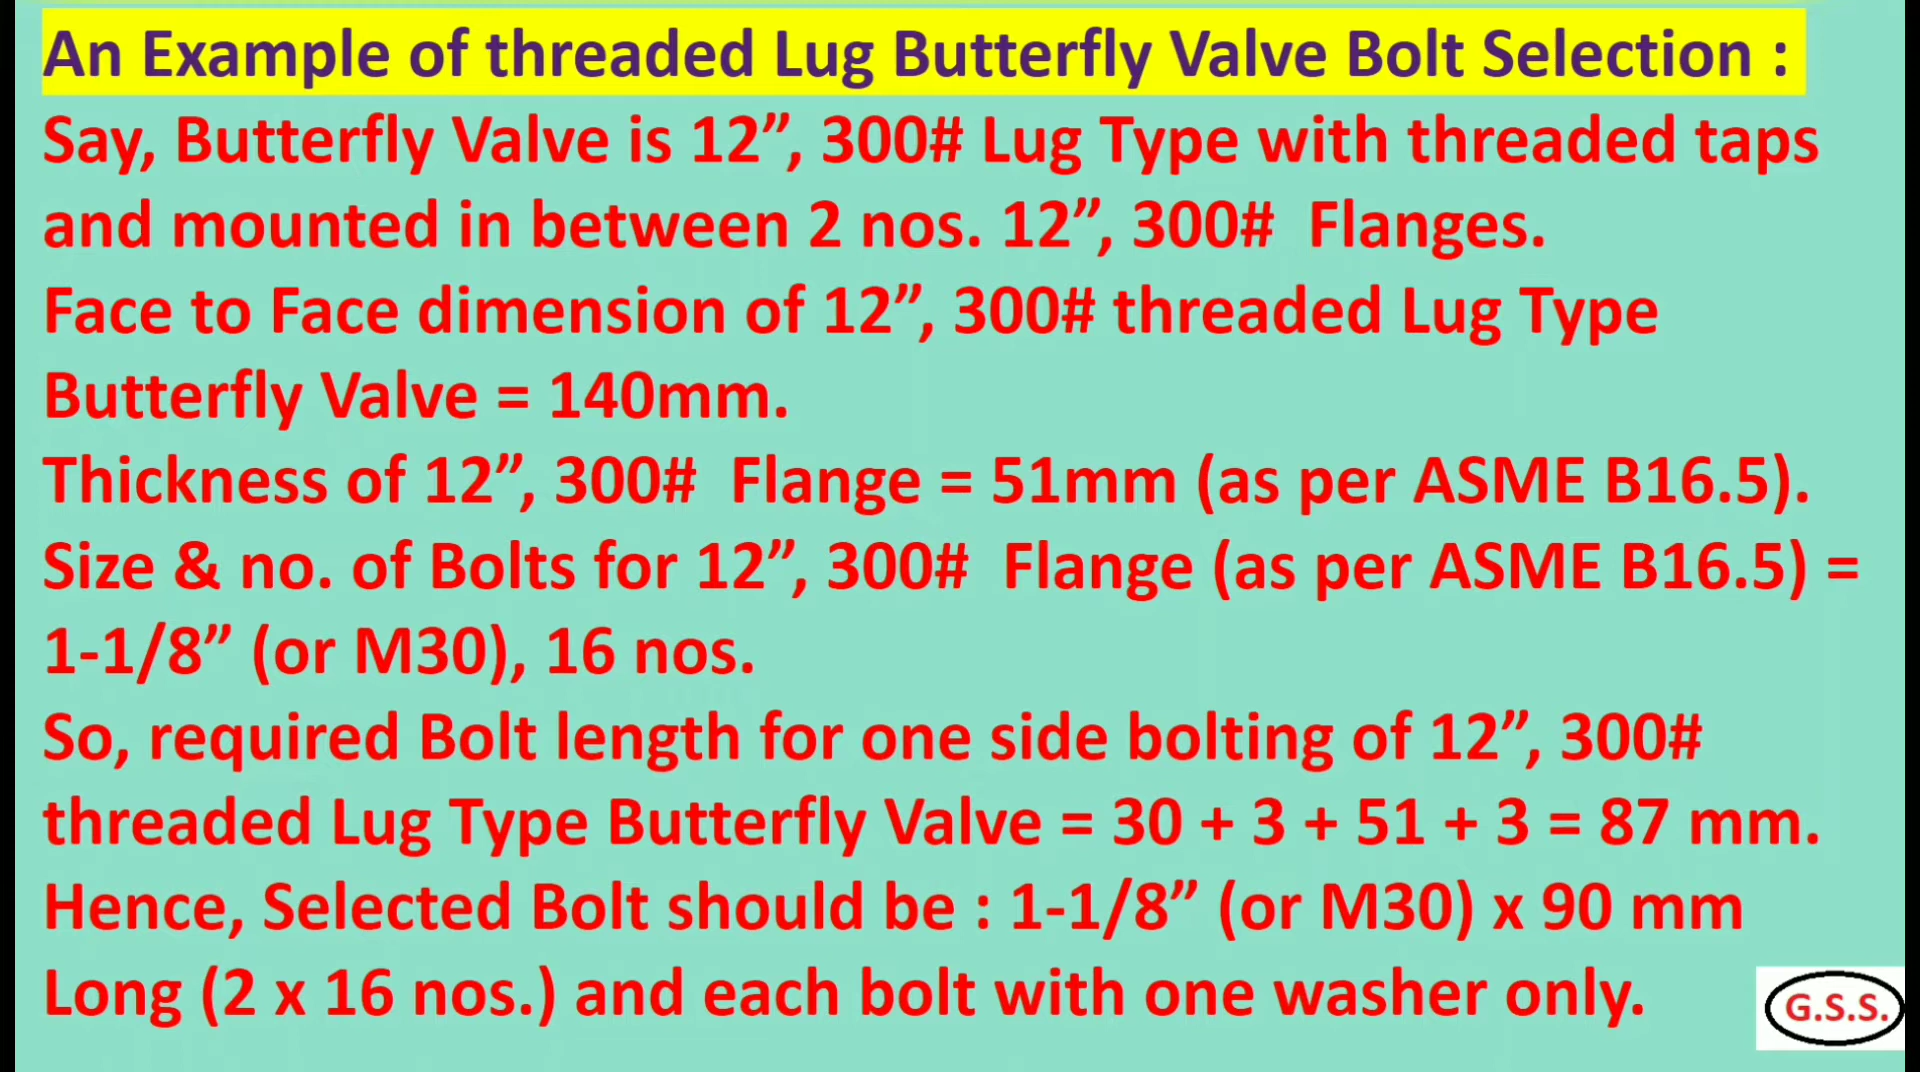 An Example of threaded Lug Butterfly Valve Bolt Selection :
Say, Butterfly Valve is 12”, 300# Lug Type with threaded taps
and mounted in between 2 nos. 12”, 300# Flanges.
Face to Face dimension of 12”, 300# threaded Lug Type
Butterfly Valve = 140mm.
Thickness of 12”, 300# Flange = 51mm (as per ASME B16.5).
Size & no. of Bolts for 12”, 300# Flange (as per ASME B16.5) =
1-1/8” (or M30), 16 nos.
So, required Bolt length for one side bolting of 12”, 300#
threaded Lug Type Butterfly Valve = 30 + 3 + 51 + 3 = 87 mm.
Hence, Selected Bolt should be : 1-1/8” (or M30) x 90 mm
Long (2 x 16 nos.) and each bolt with one washer only.
G.S.S.